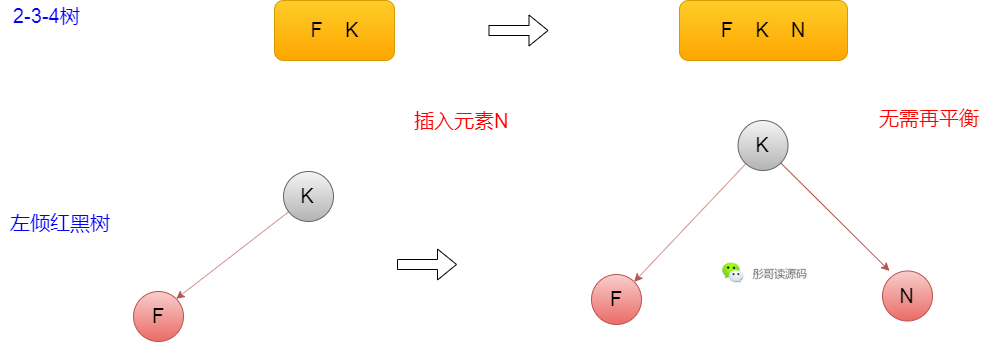 2-3-4树
F K
F K N
插入元素N
无需再平衡
K
K
左倾红黑树
F
F
N
彤哥读源码